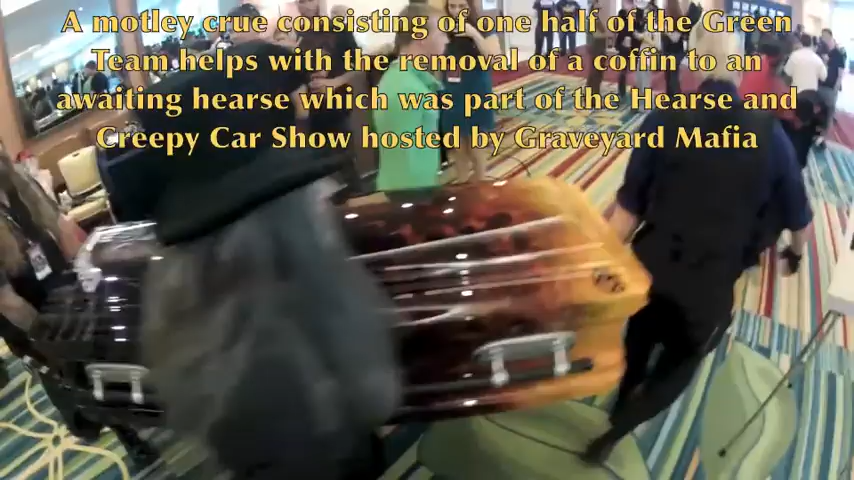 A motley crue consisting of one half of the Green
Team helps with the removal of a coffin to an
awaiting hearse which was part of the Hearse and
Creepy Car Show hosted by Graveyard Mafia